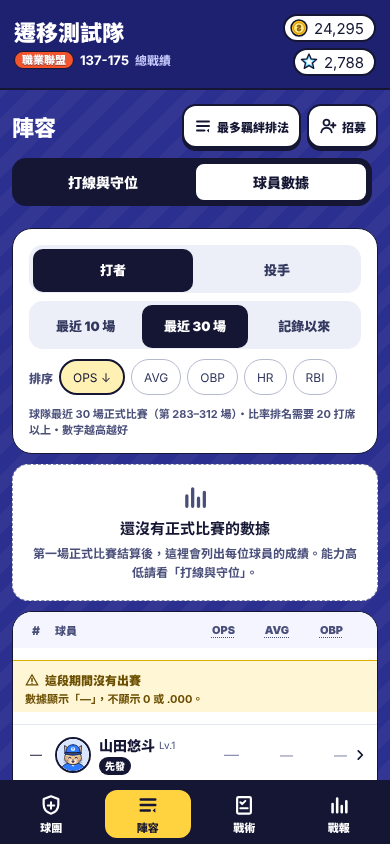 遷移測試隊
24,295
職業聯盟 137-175 總戰績
2,788
陣容
最多羈絆排法
招募
打線與守位
球員數據
打者
投手
最近 10 場
最近 30 場
記錄以來
排序 OPS ↓ AVG OBP HR RBI
球隊最近 30 場正式比賽（第 283–312 場）・比率排名需要 20 打席
以上・數字越高越好
還沒有正式比賽的數據
第一場正式比賽結算後，這裡會列出每位球員的成績。能力高
低請看「打線與守位」。
# 球員 OPS AVG OBP
這段期間沒有出賽
數據顯示「—」，不顯示 0 或 .000。
— 山田悠斗 Lv.1 — — —
先發
球團 陣容 戰術 戰報